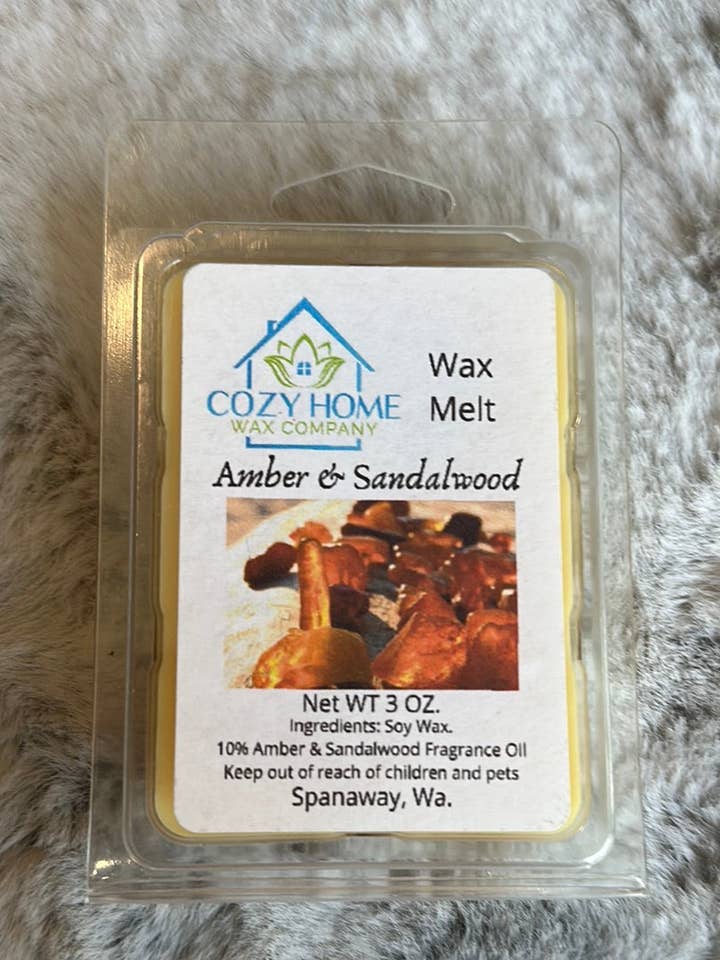 Wax
Melt
COZY HOME
WAX COMPANY
Amber & Sandalwood
Net WT 3 OZ.
Ingredients: Soy Wax.
10% Amber & Sandalwood Fragrance Oil
Keep out of reach of children and pets
Spanaway, Wa.